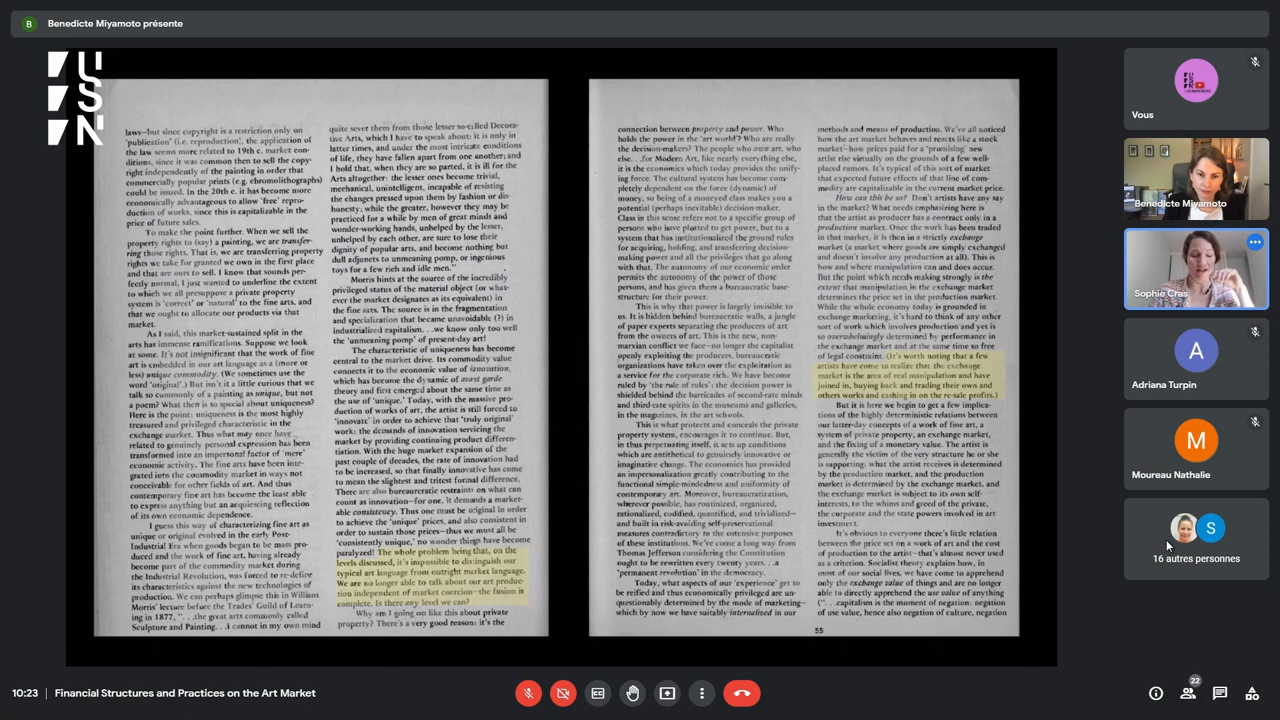 B Benedicte Miyamoto présente
USN
laws—but since copyright is a restriction only on
'publication' (i.e. reproduction), the application of
the law seems more related to 19th c. market con-
ditions, since it was common then to sell the copy-
right independently of the painting in order that
commercially popular prints (e.g. chromolithographs)
could be issued. In the 20th c. it has become more
economically advantageous to allow 'free' repro-
duction of works, since this is capitalizable in the
price of future sales.
To make the point further. When we sell the
property rights to (say) a painting, we are transfer-
ring those rights. That is, we are transferring property
rights we take for granted we own in the first place
and that are ours to sell. I know that sounds per-
fectly normal, I just wanted to underline the extent
to which we all presuppose a private property
system is 'correct' or 'natural' to the fine arts, and
that we ought to allocate our products via that
market.
As I said, this market-sustained split in the
arts has immense ramifications. Suppose we look
at some. It's not insignificant that the work of fine
art is embedded in our art language as a (more or
less) unique commodity. (We sometimes use the
word 'original'.) But isn't it a little curious that we
talk so commonly of a painting as unique, but not
a poem? What then is so special about uniqueness?
Here is the point: uniqueness is the most highly
treasured and privileged characteristic in the
exchange market. Thus what may once have
related to genuinely personal expression has been
transformed into an impersonal factor of 'mere'
economic activity. The fine arts have been inte-
grated into the commodity market in ways not
conceivable for other fields of art. And thus
contemporary fine art has become the least able
to express anything but an acquiescing reflection
of its own economic dependence.
I guess this way of characterizing fine art as
unique or original evolved in the early Post-
Industrial Era when goods began to be mass pro-
duced and the work of fine art, having already
become part of the commodity market during
the Industrial Revolution, was forced to re-define
its characteristics against the new technologies of
production. We can perhaps glimpse this in William
Morris' lecture before the Trades' Guild of Learn-
ing in 1877, ". . .the great arts commonly called
Sculpture and Painting. . .I cannot in my own mind
quite sever them from those lesser so-called Decora-
tive Arts, which I have to speak about: it is only in
latter times, and under the most intricate conditions
of life, they have fallen apart from one another; and
I hold that, when they are so parted, it is ill for the
Arts altogether: the lesser ones become trivial,
mechanical, unintelligent, incapable of resisting
the changes pressed upon them by fashion or dis-
honesty; while the greater, however they may be
practiced for a while by men of great minds and
wonder-working hands, unhelped by the lesser,
unhelped by each other, are sure to lose their
dignity of popular arts, and become nothing but
dull adjuncts to unmeaning pomp, or ingenious
toys for a few rich and idle men."
Morris hints at the source of the incredibly
privileged status of the material object (or what-
ever the market designates as its equivalent) in
the fine arts. The source is in the fragmentation
and specialization that became unavoidable (?) in
industrialized capitalism. . .we know only too well
the 'unmeaning pomp' of present-day art!
The characteristic of uniqueness has become
central to the market drive. Its commodity value
connects it to the economic value of innovation,
which has become the dynamic of avant garde
theory and first emerged about the same time as
the use of 'unique.' Today, with the massive pro-
duction of works of art, the artist is still forced to
'innovate' in order to achieve that 'truly original'
work: the demands of innovation servicing the
market by providing continuing product differen-
tiation. With the huge market expansion of the
past couple of decades, the rate of innovation had
to be increased, so that finally innovative has come
to mean the slightest and tritest formal difference.
There are also bureaucratic restraints on what can
count as innovation—for one, it demands a market-
able consistency. Thus one must be original in order
to achieve the 'unique' prices, and also consistent in
order to sustain those prices—thus we must all be
'consistently unique,' no wonder things have become
paralyzed! The whole problem being that, on the
levels discussed, it's impossible to distinguish our
typical art language from outright market language.
We are no longer able to talk about our art produc-
tion independent of market coercion—the fusion is
complete. Is there any level we can?
Why am I going on like this about private
property? There's a very good reason: it's the
connection between property and power. Who
holds the power in the 'art world'? Who are really
the decision-makers? The people who own art, who
else. . .for Modern Art, like nearly everything else,
it is the economics which today provides the unify-
ing force. The cultural system has become com-
pletely dependent on the force (dynamic) of
money, so being of a moneyed class makes you a
potential (perhaps inevitable) decision-maker.
Class in this sense refers not to a specific group of
persons who have plotted to get power, but to a
system that has institutionalized the ground rules
for acquiring, holding, and transferring decision-
making power and all the privileges that go along
with that. The autonomy of our economic order
permits the autonomy of the power of those
persons, and has given them a bureaucratic base-
structure for their power.
This is why that power is largely invisible to
us. It is hidden behind bureaucratic walls, a jungle
of paper experts separating the producers of art
from the owners of art. This is the new, non-
marxian conflict we face—no longer the capitalist
openly exploiting the producers, bureaucratic
organizations have taken over the exploitation as
a service for the corporate rich. We have become
ruled by 'the rule of rules': the decision power is
shielded behind the barricades of second-rate minds
and third-rate spirits in the museums and galleries,
in the magazines, in the art schools.
This is what protects and conceals the private
property system, encourages it to continue. But,
in thus perpetuating itself, it sets up conditions
which are antithetical to genuinely innovative or
imaginative change. The economics has provided
an impersonalization greatly contributing to the
functional simple-mindedness and uniformity of
contemporary art. Moreover, bureaucratization,
wherever possible, has routinized, organized,
rationalized, codified, quantified, and trivialized—
and built in risk-avoiding self-preservational
measures contradictory to the ostensive purposes
of these institutions. We've come a long way from
Thomas Jefferson considering the Constitution
ought to be rewritten every twenty years. . .a
'permanent revolution' in the democracy.
Today, what aspects of our 'experience' get to
be reified and thus economically privileged are un-
questionably determined by the mode of marketing—
which by now we have suitably internalized in our
methods and means of production. We've all noticed
how the art market behaves and reacts like a stock
market—how prices paid for a 'promising' new
artist rise virtually on the grounds of a few well-
placed rumors. It's typical of this sort of market
that expected future effects of that line of com-
modity are capitalizable in the current market price.
How can this be so? Don't artists have any say
in the market? What needs emphasizing here is
that the artist as producer has a contract only in a
production market. Once the work has been traded
in that market, it is then in a strictly exchange
market (a market where goods are simply exchanged
and doesn't involve any production at all). This is
how and where manipulation can and does occur.
But the point which needs making strongly is the
extent that manipulation in the exchange market
determines the price set in the production market.
While the whole economy today is grounded in
exchange marketing, it's hard to think of any other
sort of work which involves production and yet is
so overwhelmingly determined by performance in
the exchange market and at the same time so free
of legal constraint. (It's worth noting that a few
artists have come to realize that the exchange
market is the area of real manipulation and have
joined in, buying back and trading their own and
others works and cashing in on the re-sale profits.)
But it is here we begin to get a few implica-
tions of the highly deterministic relations between
our latter-day concepts of a work of fine art, a
system of private property, an exchange market,
and the fixing of a monetary price. The artist is
generally the victim of the very structure he or she
is supporting: what the artist receives is determined
by the production market, and the production
market is determined by the exchange market, and
the exchange market is subject to its own self-
interests, to the whims and greed of the private,
the corporate and the state powers involved in art
investment.
It's obvious to everyone there's little relation
between the price set on a work of art and the cost
of production to the artist—that's almost never used
as a criterion. Socialist theory explains how, in
most of our social lives, we have come to apprehend
only the exchange value of things and are no longer
able to directly apprehend the use value of anything
(". . .capitalism is the moment of negation: negation
of use value, hence also negation of culture, negation
55
Vous
Benedicte Miyamoto
Sophie Cras
A
Adriana Turpin
M
Moureau Nathalie
S
16 autres personnes
10:23 | Financial Structures and Practices on the Art Market
22